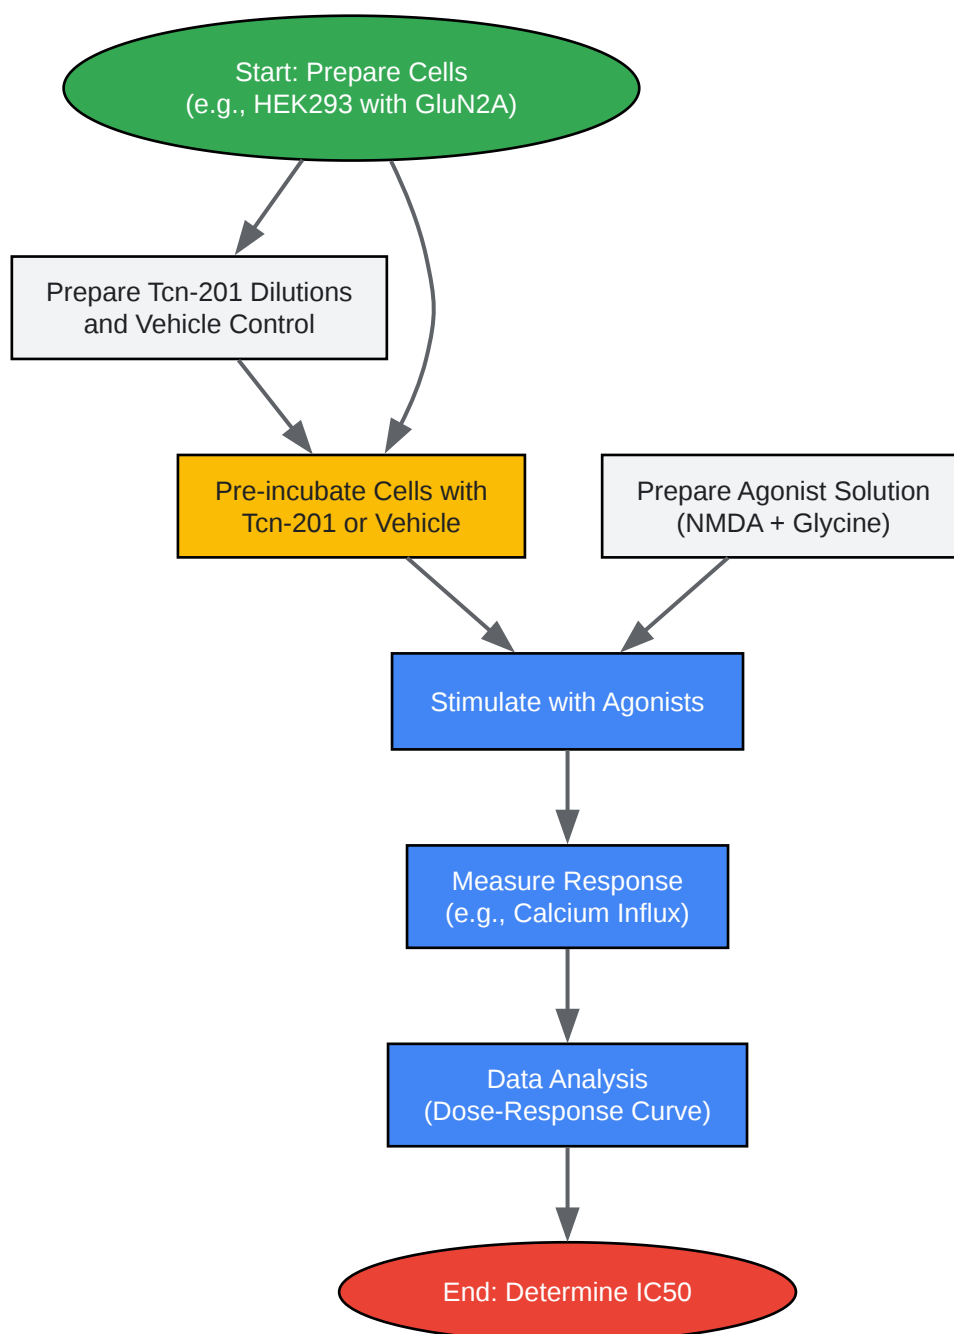 Start: Prepare Cells
(e.g., HEK293 with GluN2A)
Prepare Tcn-201 Dilutions
and Vehicle Control
Pre-incubate Cells with
Tcn-201 or Vehicle
Prepare Agonist Solution
(NMDA + Glycine)
Stimulate with Agonists
Measure Response
(e.g., Calcium Influx)
Data Analysis
(Dose-Response Curve)
End: Determine IC50